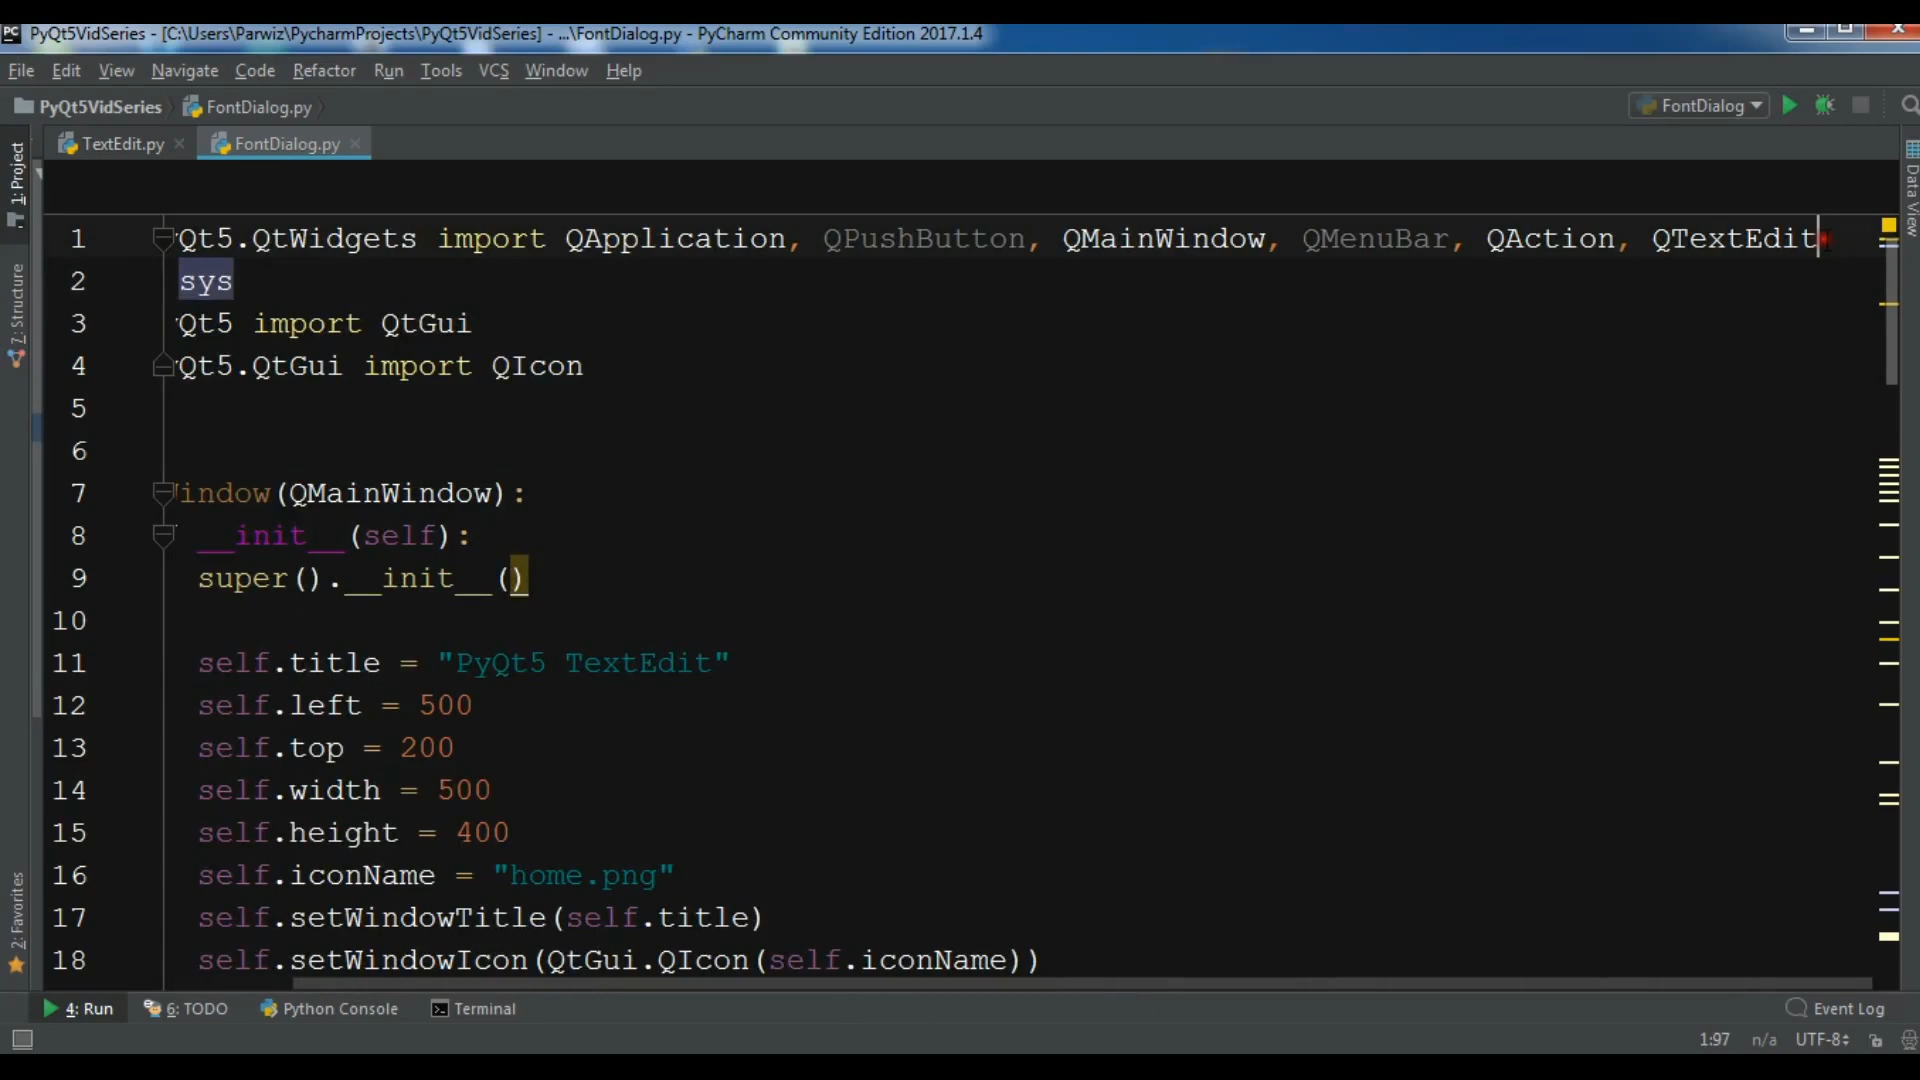 PC PyQt5VidSeries - [C:\Users\Parwiz\PycharmProjects\PyQt5VidSeries] - ...\FontDialog.py - PyCharm Community Edition 2017.1.4
File Edit View Navigate Code Refactor Run Tools VCS Window Help
PyQt5VidSeries FontDialog.py FontDialog
TextEdit.py FontDialog.py
1: Project
7: Structure
2: Favorites
Data View
1 Qt5.QtWidgets import QApplication, QPushButton, QMainWindow, QMenuBar, QAction, QTextEdit
2 sys
3 Qt5 import QtGui
4 Qt5.QtGui import QIcon
5
6
7 indow(QMainWindow):
8 __init__(self):
9 super().__init__()
10
11 self.title = "PyQt5 TextEdit"
12 self.left = 500
13 self.top = 200
14 self.width = 500
15 self.height = 400
16 self.iconName = "home.png"
17 self.setWindowTitle(self.title)
18 self.setWindowIcon(QtGui.QIcon(self.iconName))
4: Run 6: TODO Python Console Terminal Event Log
1:97 n/a UTF-8